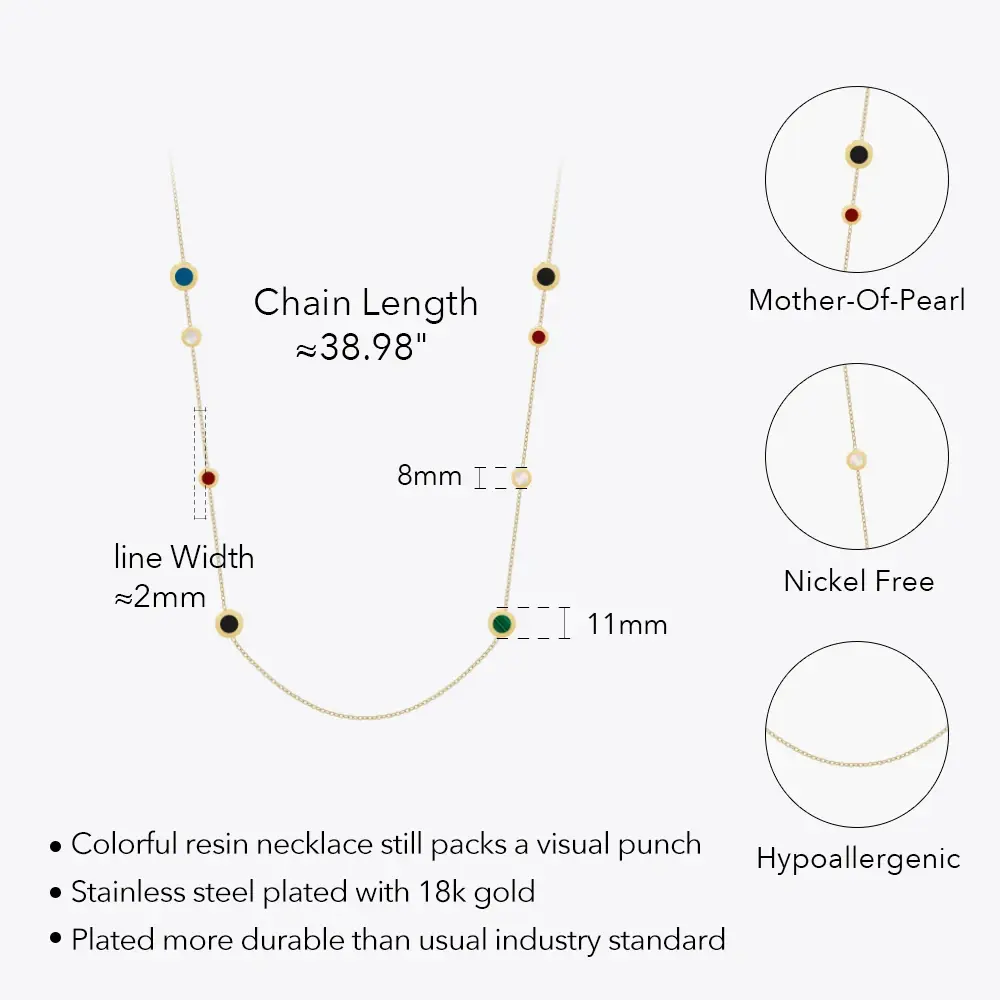 Chain Length
≈38.98"
8mm
line Width
≈2mm
11mm
Mother-Of-Pearl
Nickel Free
Hypoallergenic
• Colorful resin necklace still packs a visual punch
• Stainless steel plated with 18k gold
• Plated more durable than usual industry standard